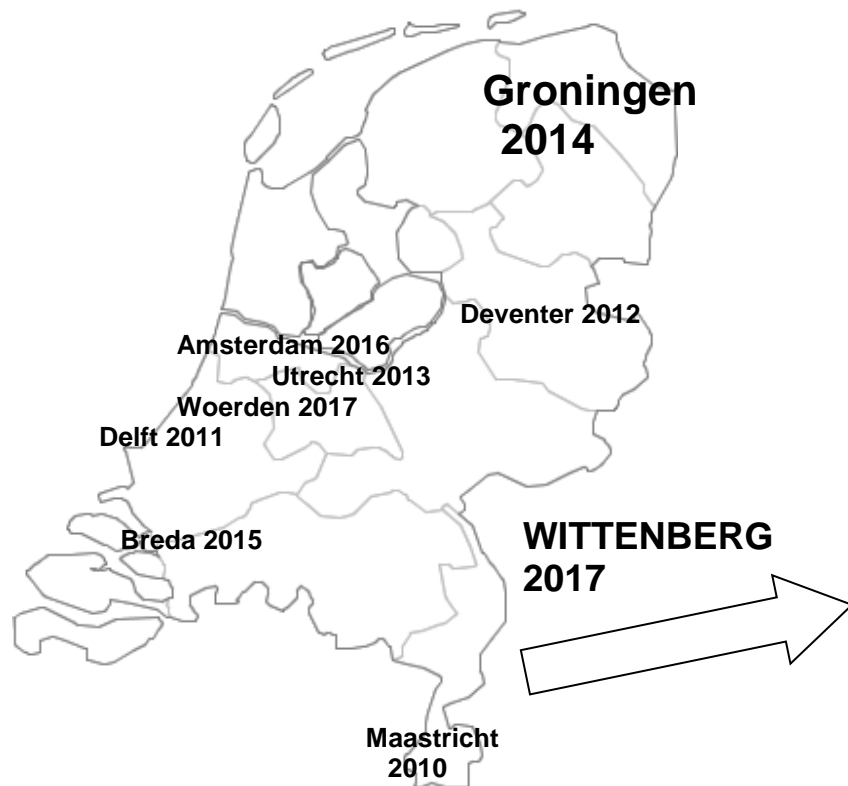 Groningen
2014
Deventer 2012
Amsterdam 2016
Utrecht 2013
Woerden 2017
Delft 2011
Breda 2015
WITTENBERG
2017
Maastricht
2010